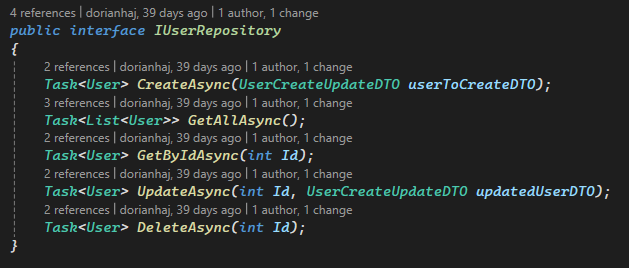 4 references | dorianhaj, 39 days ago | 1 author, 1 change
public interface IUserRepository
{
2 references | dorianhaj, 39 days ago | 1 author, 1 change
Task<User> CreateAsync(UserCreateUpdateDTO userToCreateDTO);
3 references | dorianhaj, 39 days ago | 1 author, 1 change
Task<List<User>> GetAllAsync();
2 references | dorianhaj, 39 days ago | 1 author, 1 change
Task<User> GetByIdAsync(int Id);
2 references | dorianhaj, 39 days ago | 1 author, 1 change
Task<User> UpdateAsync(int Id, UserCreateUpdateDTO updatedUserDTO);
2 references | dorianhaj, 39 days ago | 1 author, 1 change
Task<User> DeleteAsync(int Id);
}